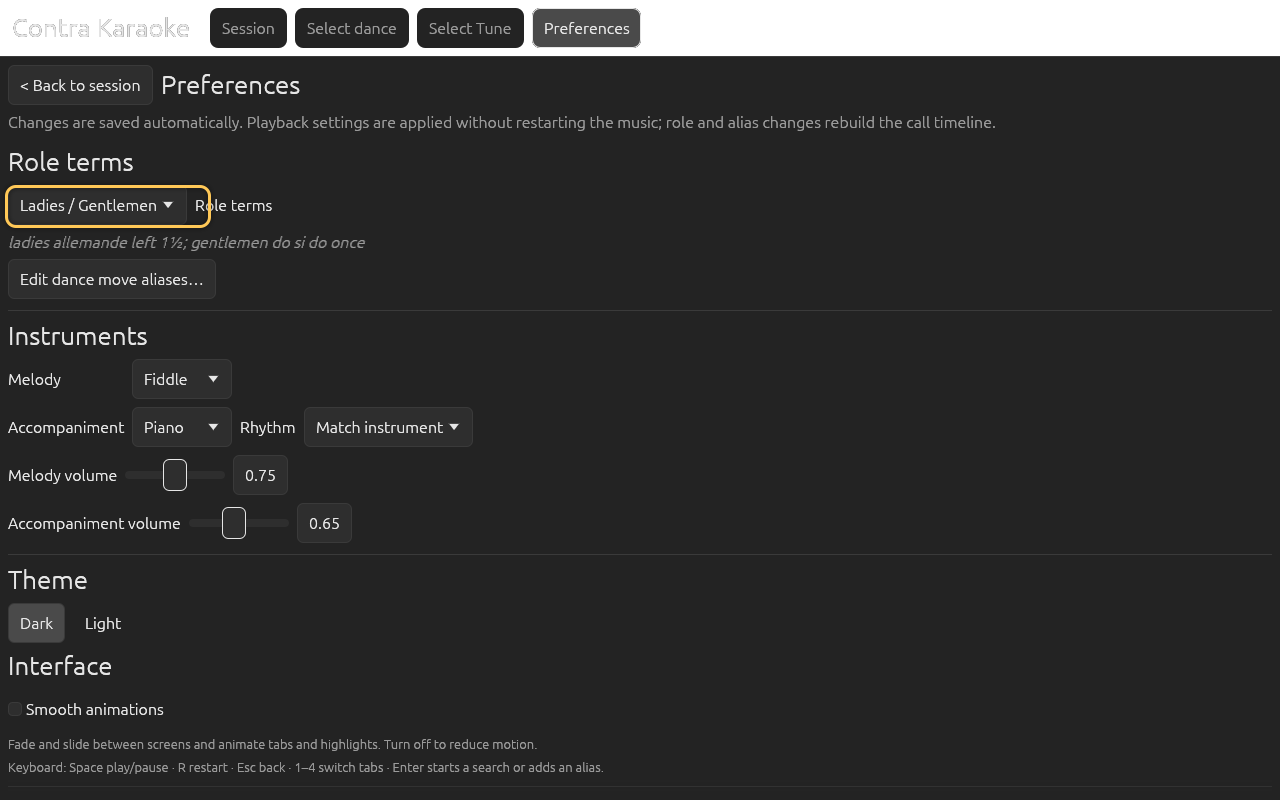 Contra Karaoke
Session
Select dance
Select Tune
Preferences
< Back to session
Preferences
Changes are saved automatically. Playback settings are applied without restarting the music; role and alias changes rebuild the call timeline.
Role terms
Ladies / Gentlemen
Role terms
ladies allemande left 1½; gentlemen do si do once
Edit dance move aliases…
Instruments
Melody
Fiddle
Accompaniment
Piano
Rhythm
Match instrument
Melody volume
0.75
Accompaniment volume
0.65
Theme
Dark
Light
Interface
Smooth animations
Fade and slide between screens and animate tabs and highlights. Turn off to reduce motion.
Keyboard: Space play/pause · R restart · Esc back · 1–4 switch tabs · Enter starts a search or adds an alias.